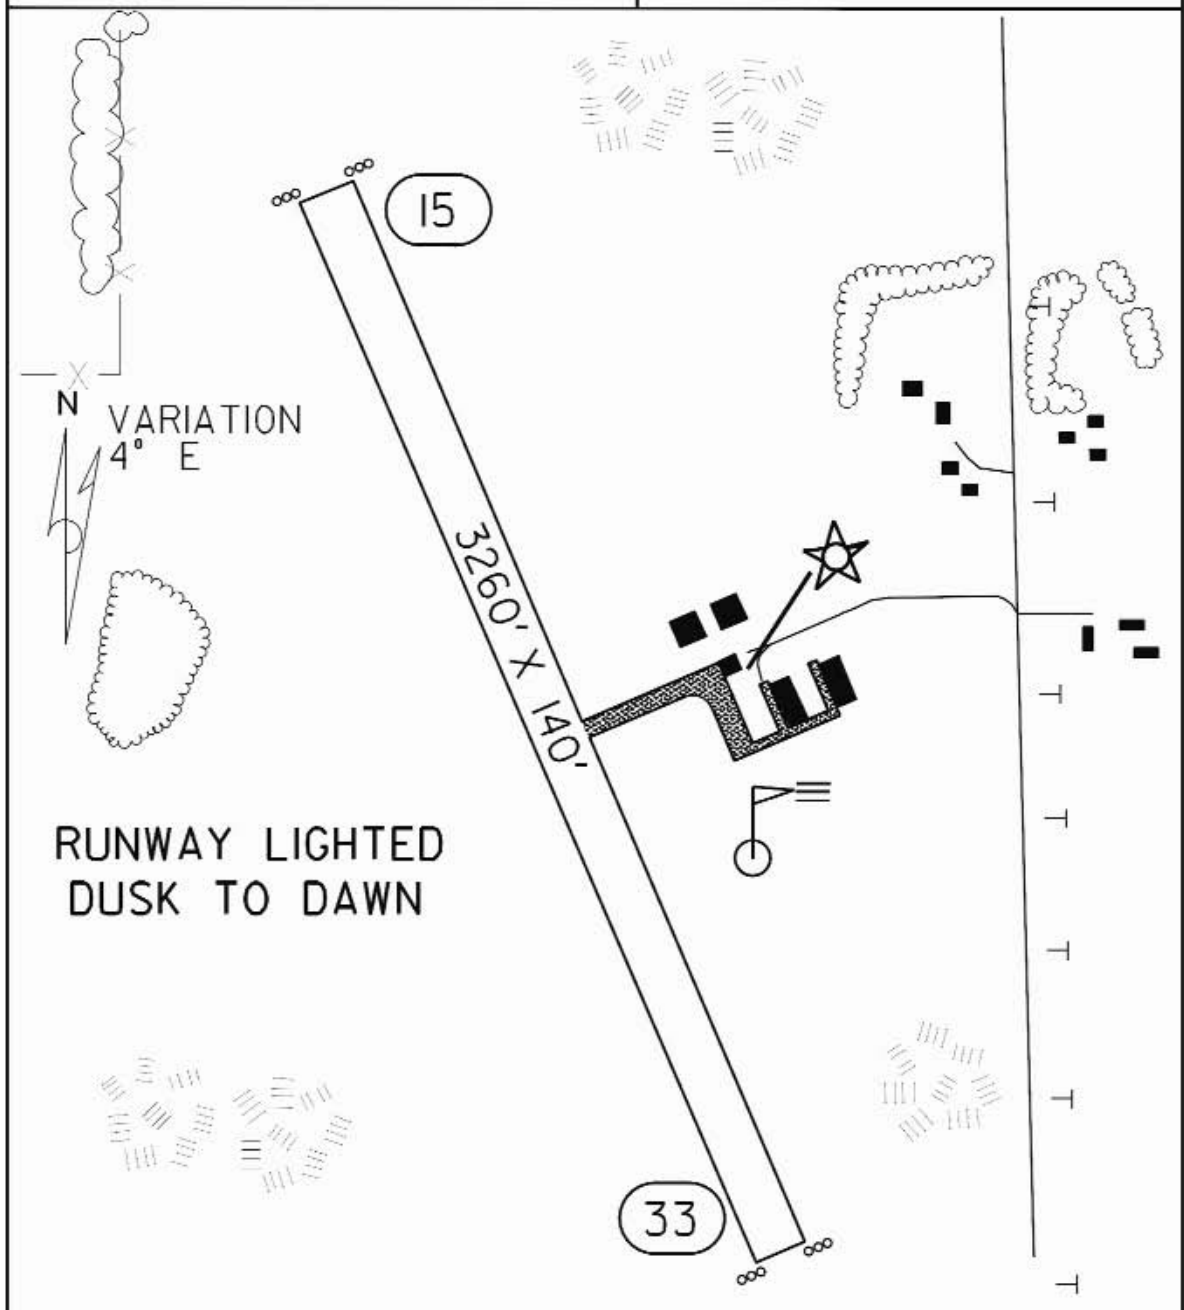 15
N
VARIATION
4° E
3260' X 140'
RUNWAY LIGHTED
DUSK TO DAWN
33